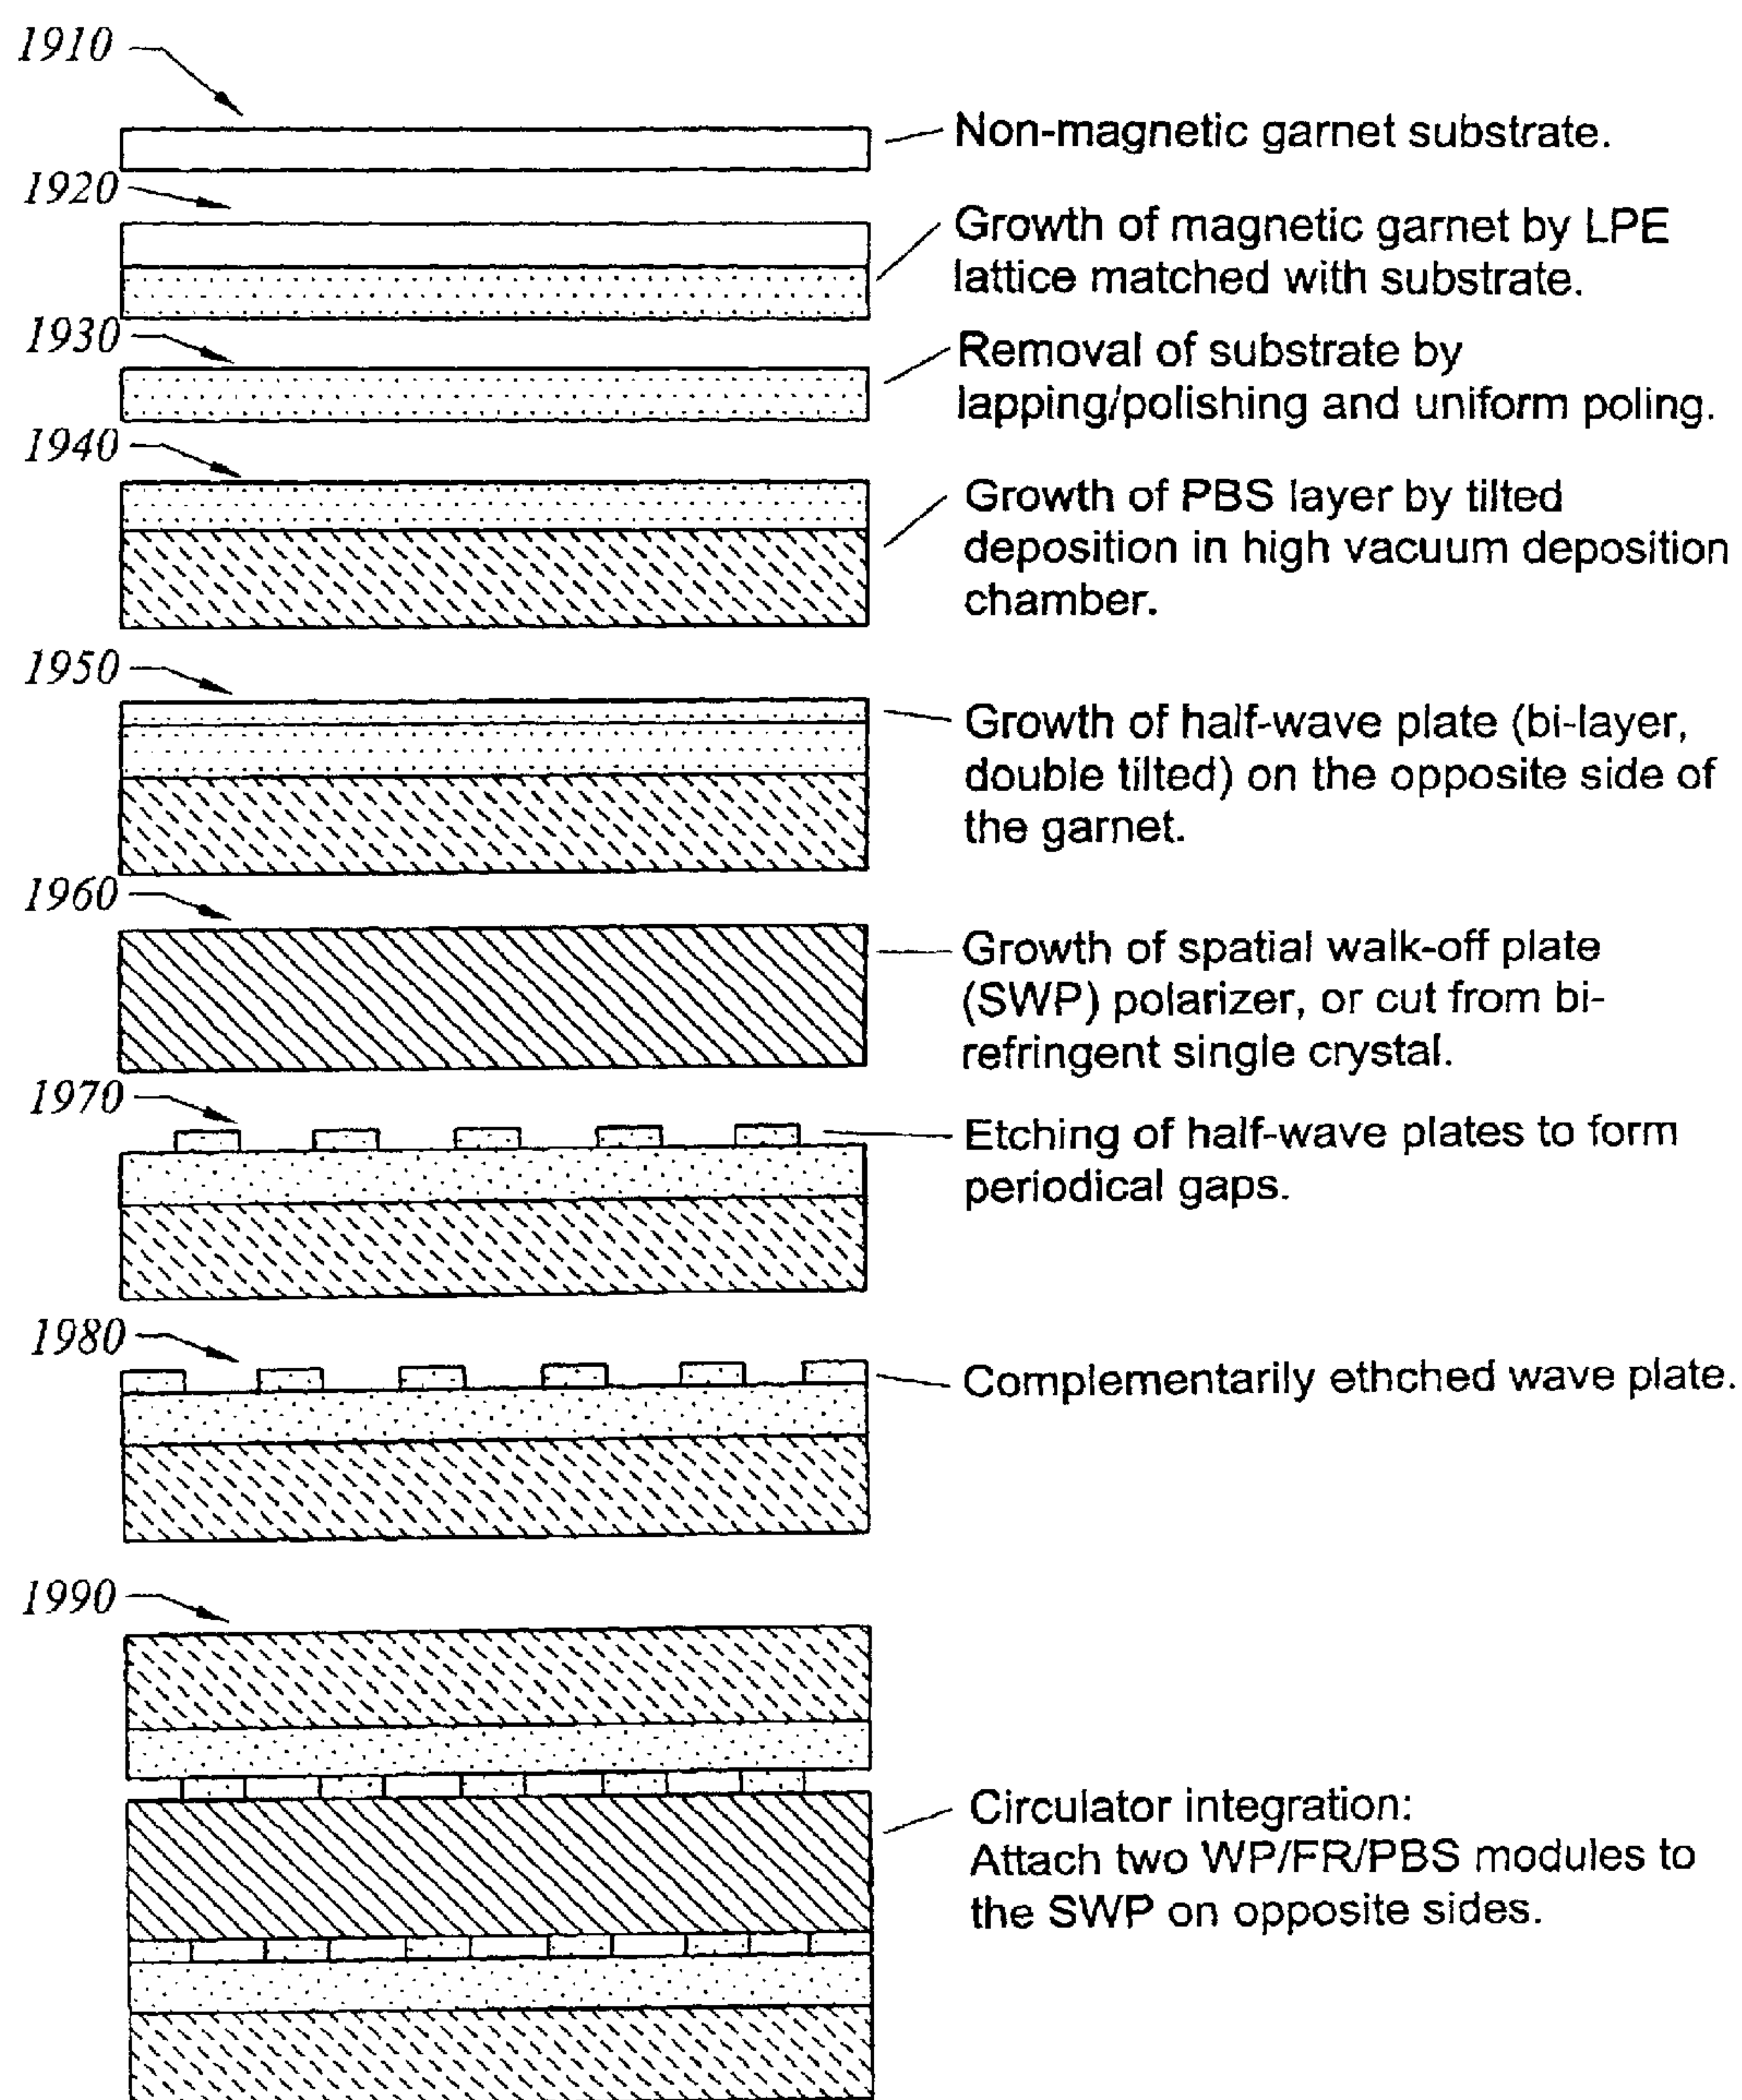 1910
Non-magnetic garnet substrate.
1920
Growth of magnetic garnet by LPE
lattice matched with substrate.
1930
Removal of substrate by
lapping/polishing and uniform poling.
1940
Growth of PBS layer by tilted
deposition in high vacuum deposition
chamber.
1950
Growth of half-wave plate (bi-layer,
double tilted) on the opposite side of
the garnet.
1960
Growth of spatial walk-off plate
(SWP) polarizer, or cut from bi-
refringent single crystal.
1970
Etching of half-wave plates to form
periodical gaps.
1980
Complementarily ethched wave plate.
1990
Circulator integration:
Attach two WP/FR/PBS modules to
the SWP on opposite sides.